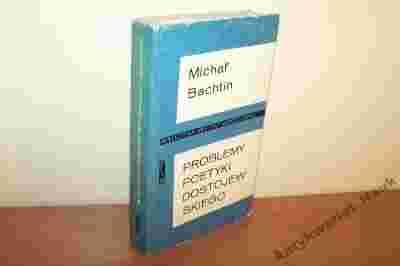 Michał
Bachtin
PROBLEMY
POETYKI
DOSTOJEW
SKIEGO